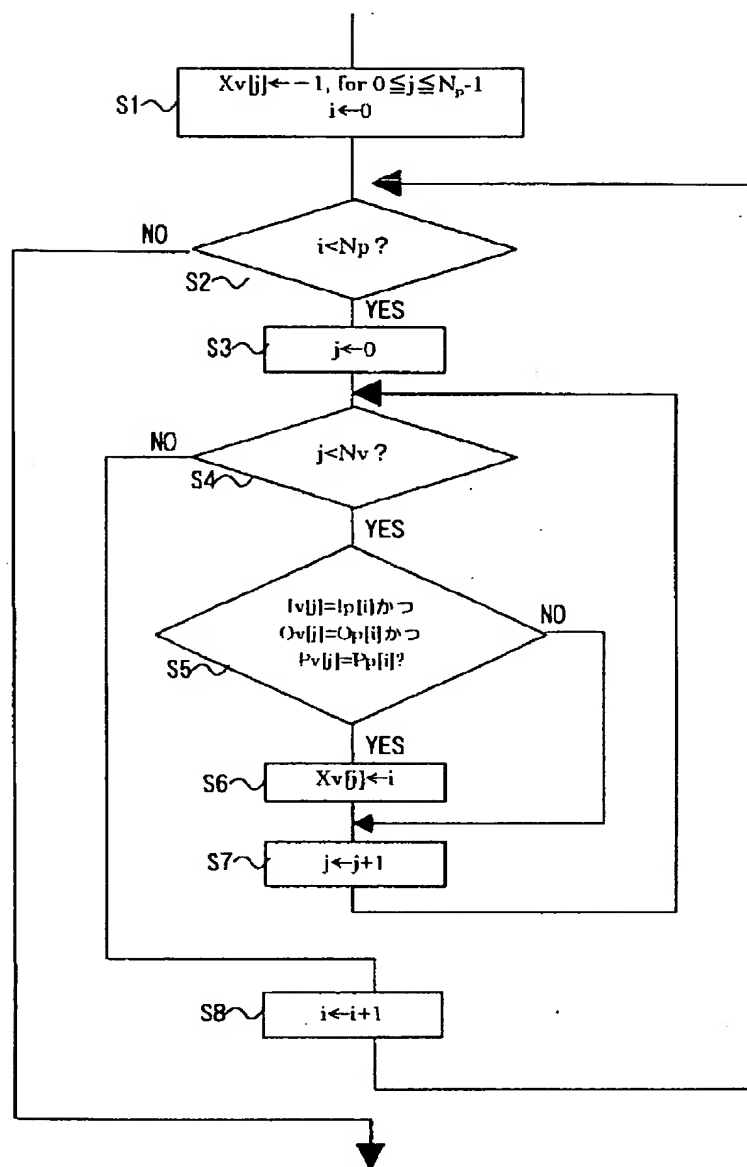 S1
Xv[j]←−1, for 0≦j≦Np-1
i←0
NO
i<Np？
S2
YES
S3
j←0
NO
j<Nv？
S4
YES
Iv[j]=Ip[i]かつ
Ov[j]=Op[i]かつ
Pv[j]=Pp[i]?
NO
S5
YES
S6
Xv[j]←i
S7
j←j+1
S8
i←i+1